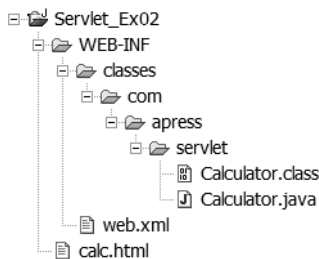 Servlet_Ex02
WEB-INF
classes
com
apress
servlet
Calculator.class
Calculator.java
web.xml
calc.html